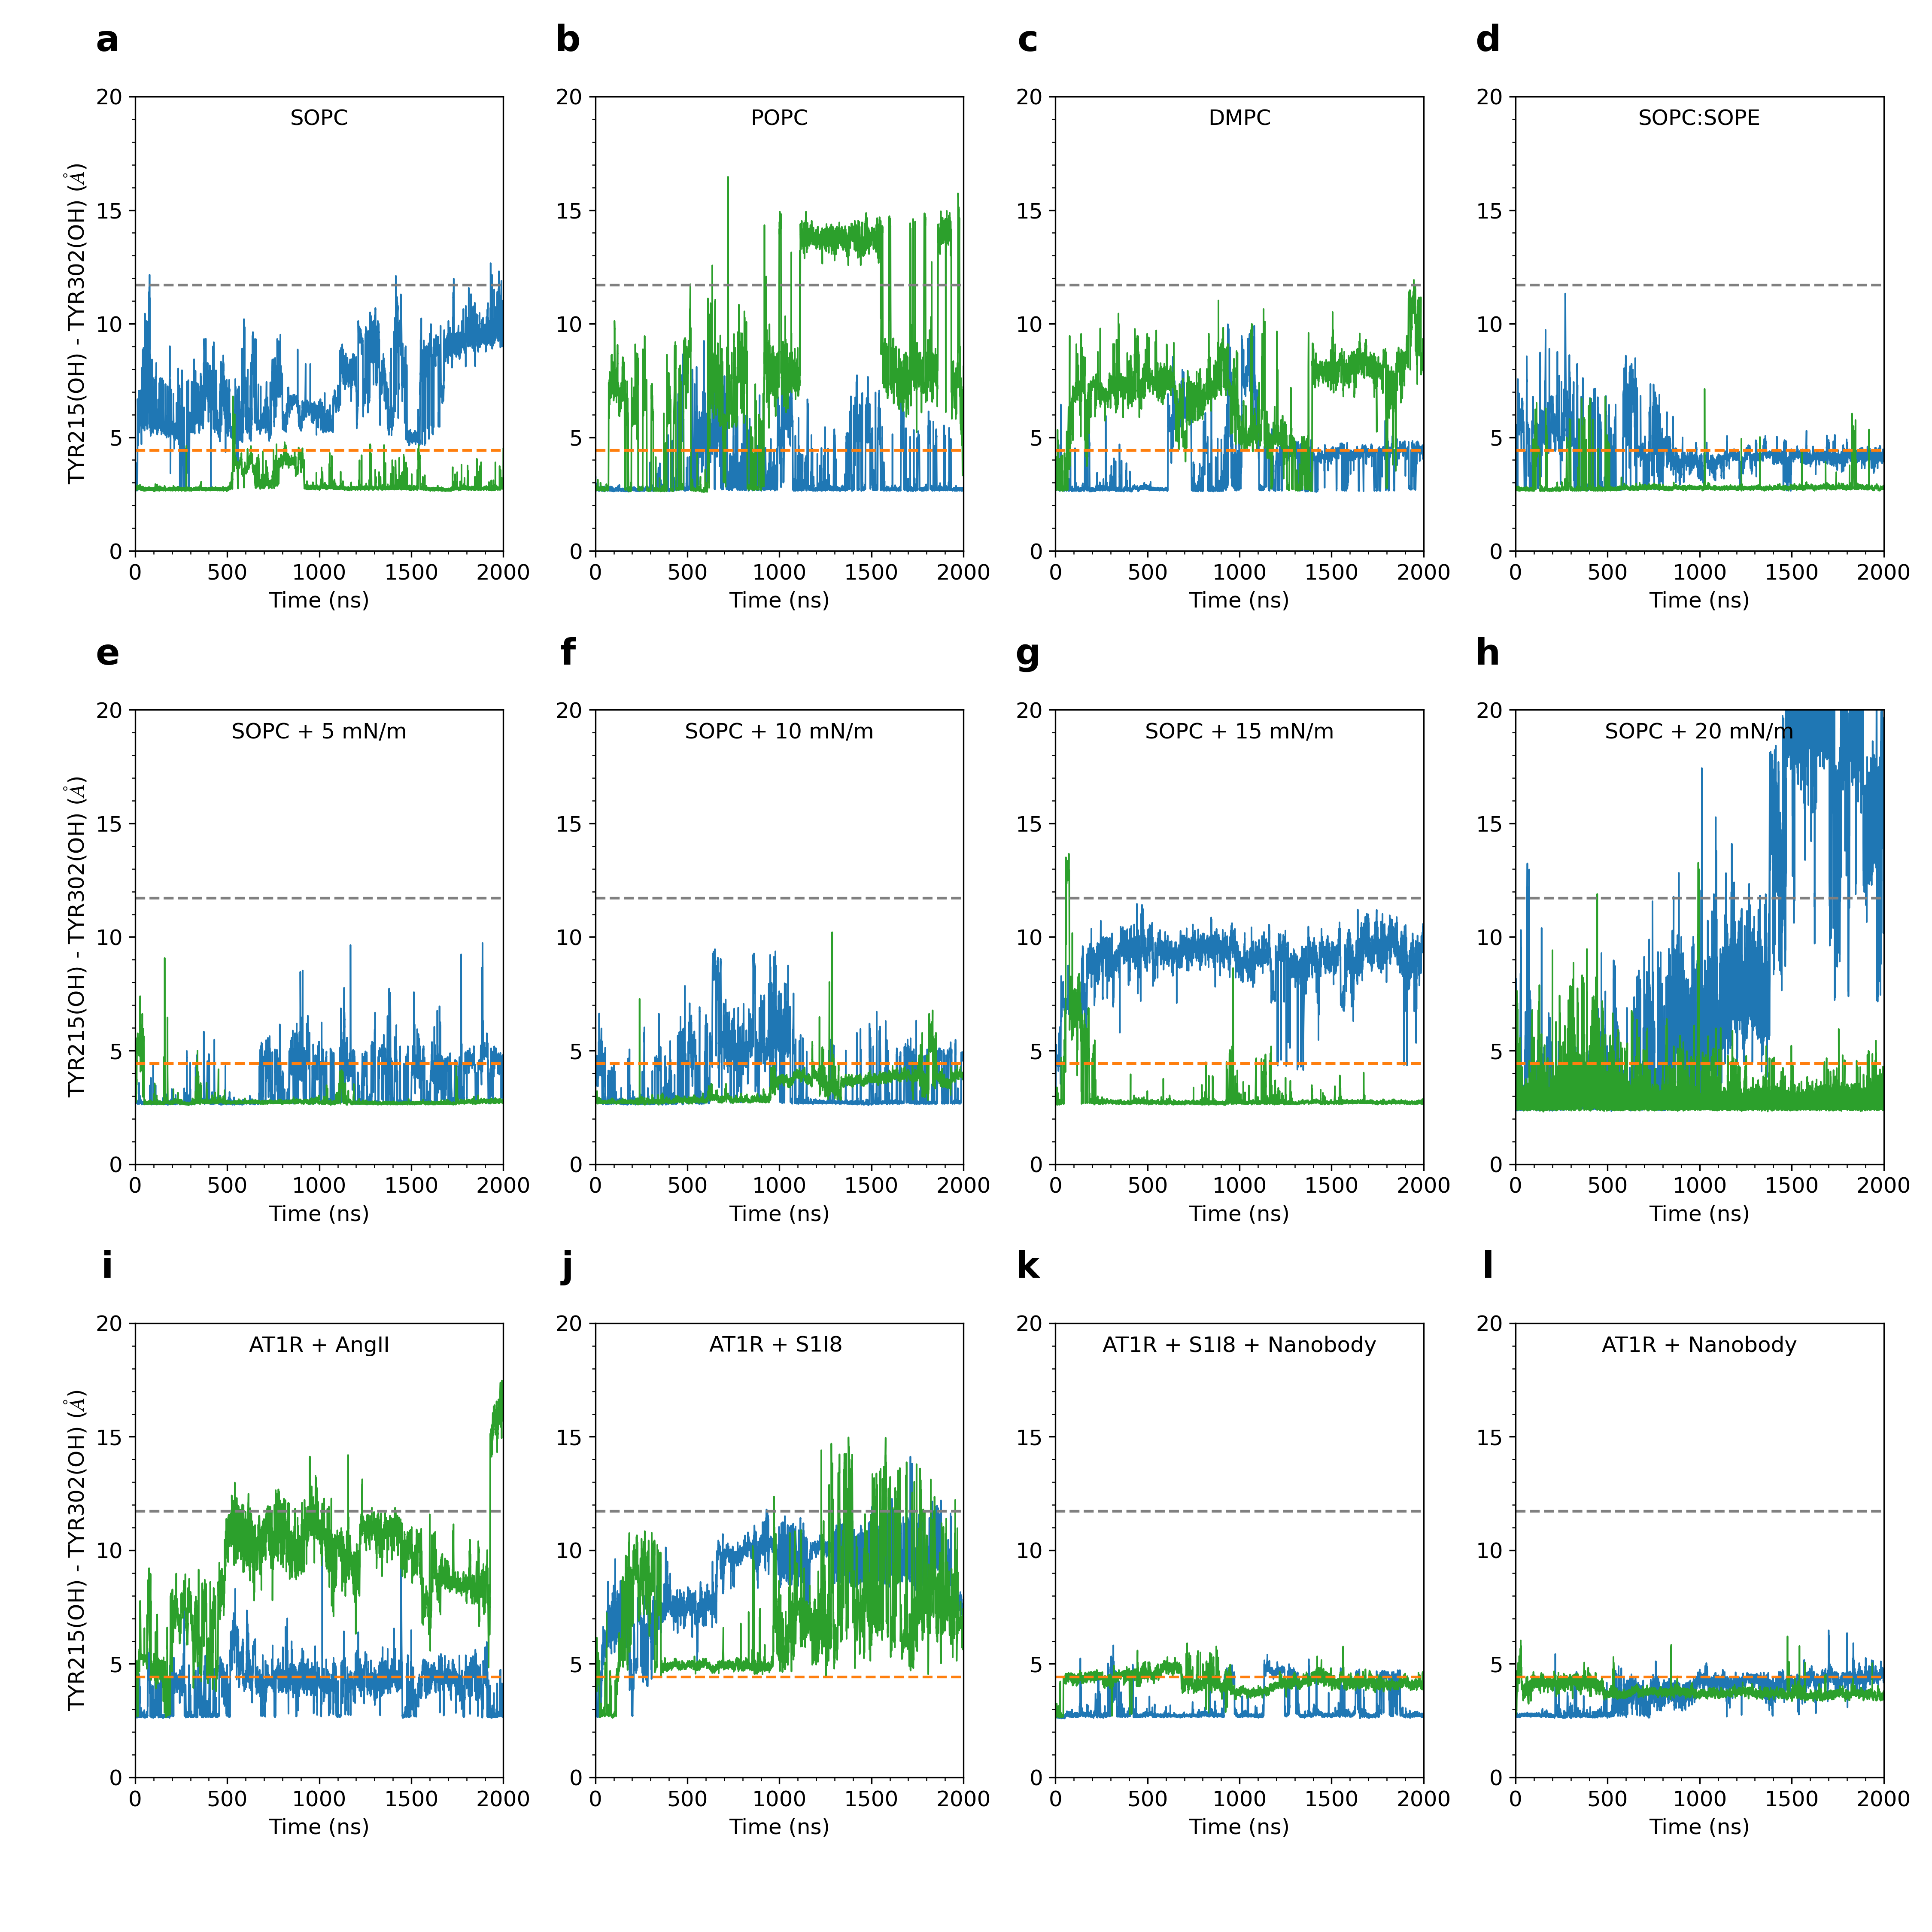 a b c d
20 20 20 20
SOPC POPC DMPC SOPC:SOPE
15 15 15 15
10 10 10 10
5 5 5 5
0 0 0 0
TYR215(OH) - TYR302(OH) (Å)
0 500 1000 1500 2000 0 500 1000 1500 2000 0 500 1000 1500 2000 0 500 1000 1500 2000
Time (ns) Time (ns) Time (ns) Time (ns)
e f g h
20 20 20 20
SOPC + 5 mN/m SOPC + 10 mN/m SOPC + 15 mN/m SOPC + 20 mN/m
15 15 15 15
10 10 10 10
5 5 5 5
0 0 0 0
TYR215(OH) - TYR302(OH) (Å)
0 500 1000 1500 2000 0 500 1000 1500 2000 0 500 1000 1500 2000 0 500 1000 1500 2000
Time (ns) Time (ns) Time (ns) Time (ns)
i j k l
20 20 20 20
AT1R + AngII AT1R + S1I8 AT1R + S1I8 + Nanobody AT1R + Nanobody
15 15 15 15
10 10 10 10
5 5 5 5
0 0 0 0
TYR215(OH) - TYR302(OH) (Å)
0 500 1000 1500 2000 0 500 1000 1500 2000 0 500 1000 1500 2000 0 500 1000 1500 2000
Time (ns) Time (ns) Time (ns) Time (ns)